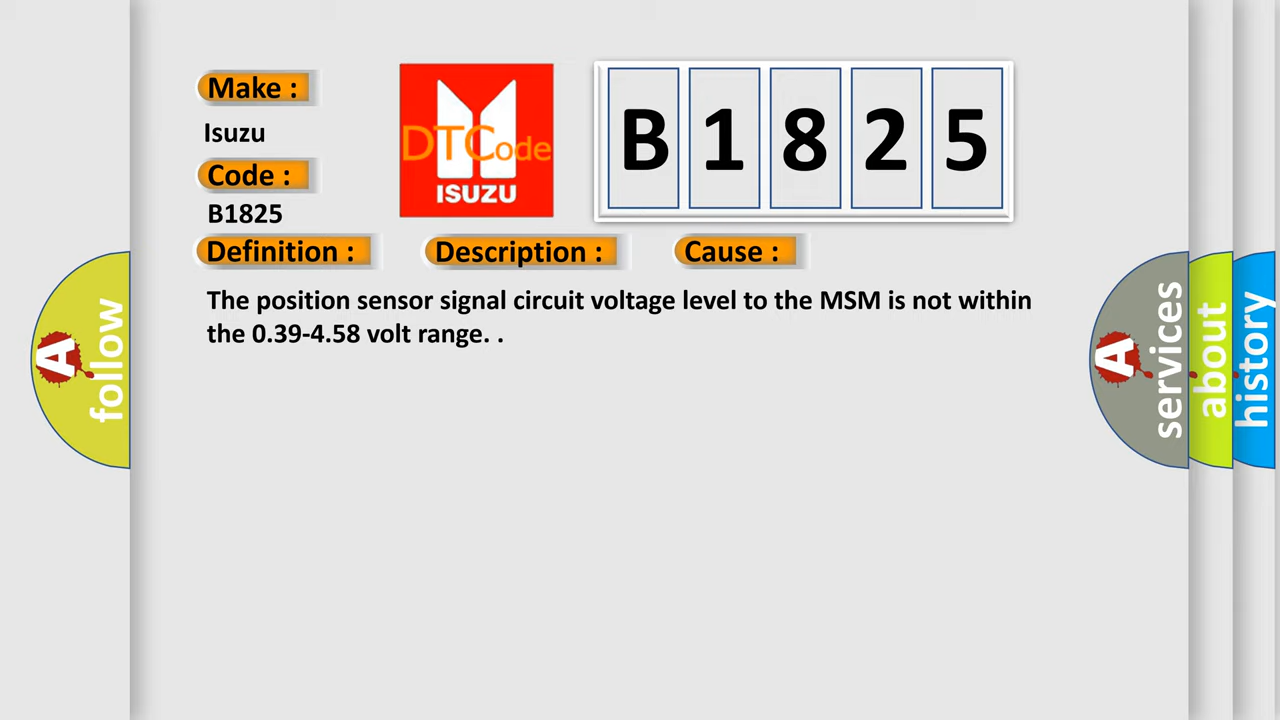 Make :
Isuzu
Code :
B1825
DTCode
ISUZU
B 1 8 2 5
Definition :
Description :
Cause :
The position sensor signal circuit voltage level to the MSM is not within
the 0.39-4.58 volt range. .
A follow
A services
about
history